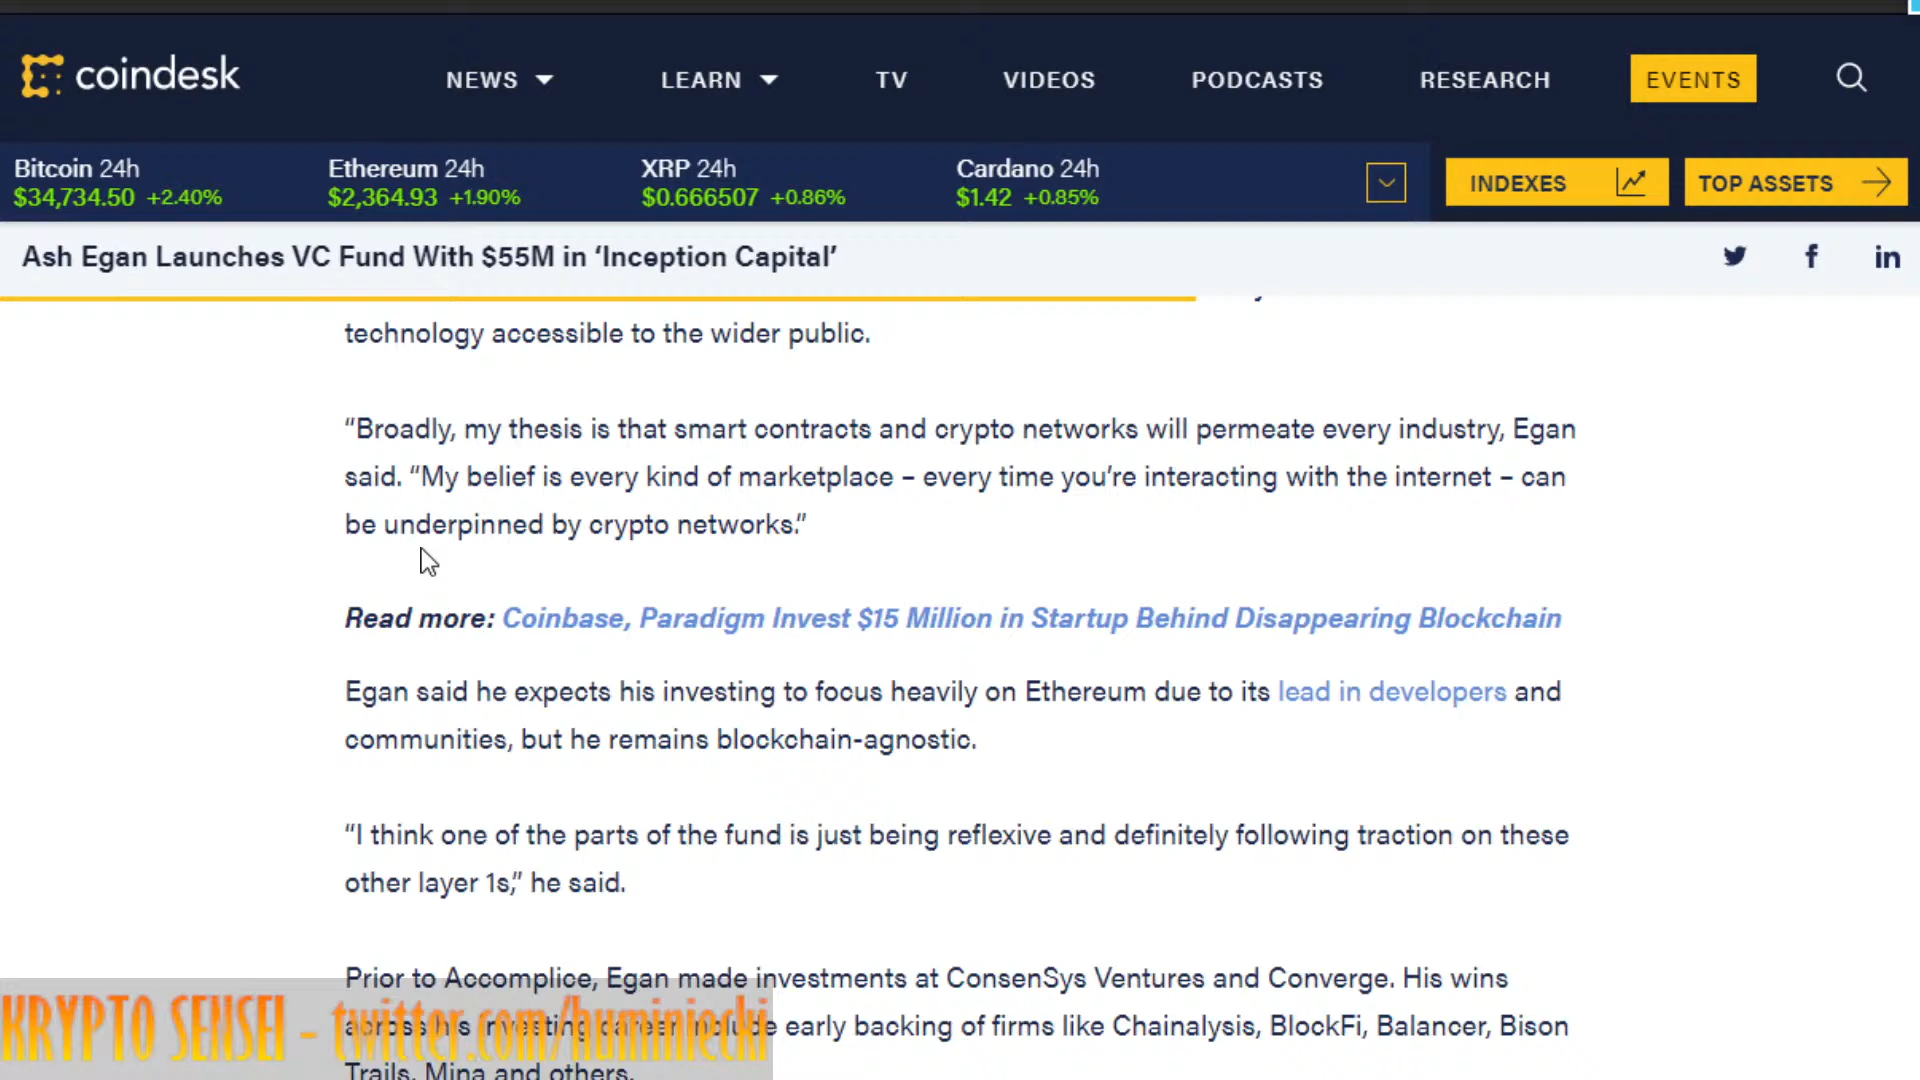 coindesk
NEWS
LEARN
TV
VIDEOS
PODCASTS
RESEARCH
EVENTS
Bitcoin 24h
$34,734.50 +2.40%
Ethereum 24h
$2,364.93 +1.90%
XRP 24h
$0.666507 +0.86%
Cardano 24h
$1.42 +0.85%
INDEXES
TOP ASSETS
Ash Egan Launches VC Fund With $55M in ‘Inception Capital’
technology accessible to the wider public.
“Broadly, my thesis is that smart contracts and crypto networks will permeate every industry, Egan
said. “My belief is every kind of marketplace – every time you’re interacting with the internet – can
be underpinned by crypto networks.”
Read more: Coinbase, Paradigm Invest $15 Million in Startup Behind Disappearing Blockchain
Egan said he expects his investing to focus heavily on Ethereum due to its lead in developers and
communities, but he remains blockchain-agnostic.
“I think one of the parts of the fund is just being reflexive and definitely following traction on these
other layer 1s,” he said.
Prior to Accomplice, Egan made investments at ConsenSys Ventures and Converge. His wins
across his investing career include early backing of firms like Chainalysis, BlockFi, Balancer, Bison
Trails, Mina and others.
KRYPTO SENSEI - twitter.com/huminiecki